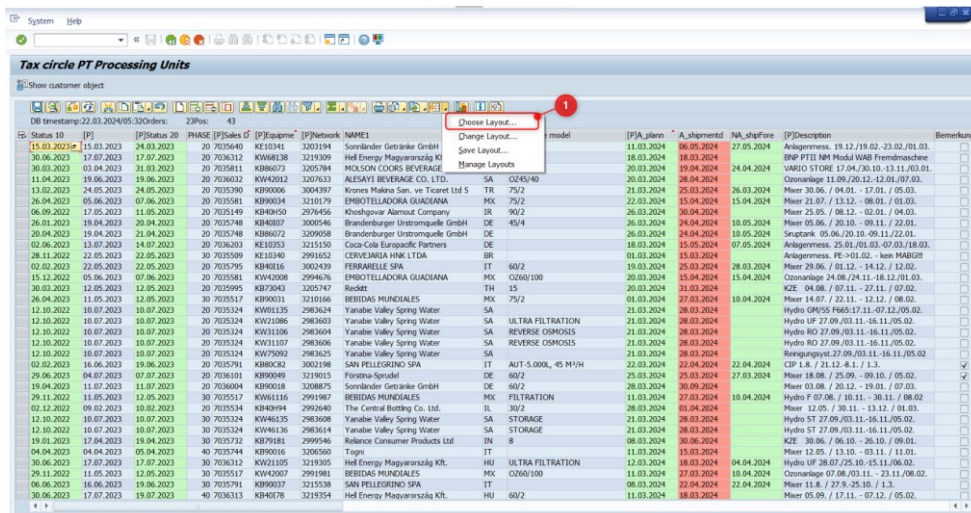 System Help
Tax circle PT Processing Units
Show customer object
DB timestamp:22.03.2024/05:32Orders: 23Pos: 43
1
Choose Layout...
Change Layout...
Save Layout...
Manage Layouts
Status 10 [P] [P]Status 20 PHASE [P]Sales D [P]Equipme [P]Network NAME1 model [P]A_plann A_shipmentd NA_shipFore [P]Description Bemerkun
15.03.2023 15.03.2023 24.03.2023 20 7035640 KE10341 3203194 Sonnländer Getränke GmbH 11.03.2024 06.05.2024 27.05.2024 Anlagenmess. 19.12./19.02.-23.02./01.03.
30.06.2023 17.07.2023 17.07.2023 20 7036312 KW68138 3219309 Hell Energy Magyarország 18.03.2024 18.03.2024 BNP PTII NM Modul WAB Fremdmaschine
30.03.2023 03.04.2023 31.03.2023 20 7035811 KJ86073 3205784 MOLSON COORS BEVERAGE 20.03.2024 19.04.2024 24.04.2024 VARIO STORE 17.04./30.10.-13.11./03.01.
11.04.2023 19.06.2023 19.06.2023 20 7036032 KW42012 3207633 ALESAYI BEVERAGE CO. LTD. SA OZ45/40 20.03.2024 28.03.2024 Ozonanlage 11.09./20.12.-12.01./07.03.
13.02.2023 24.05.2023 24.05.2023 20 7035390 KB90006 3004397 Krones Makina San. ve Ticaret Ltd S TR 75/2 21.03.2024 25.03.2024 26.03.2024 Mixer 30.06. / 04.01. - 17.01. / 05.03.
26.04.2023 05.06.2023 07.06.2023 20 7035581 KB90034 3210179 EMBOTELLADORA GUADIANA MX 75/2 22.03.2024 15.04.2024 15.04.2024 Mixer 21.07. / 13.12. - 08.01. / 01.03.
06.09.2022 17.05.2023 11.05.2023 20 7035149 KB40H50 2976456 Khoshgovar Alamout Company IR 90/2 26.03.2024 30.03.2024 Mixer 25.05. / 08.12. - 02.01. / 04.03.
26.01.2023 19.04.2023 20.04.2023 20 7035748 KB40I07 3000546 Brandenburger Urstromquelle GmbH DE 45/4 26.03.2024 24.04.2024 10.05.2024 Mixer 05.06. / 20.10. - 09.11. / 22.01.
20.04.2023 19.04.2023 21.04.2023 20 7035748 KB86072 3209058 Brandenburger Urstromquelle GmbH DE 26.03.2024 24.04.2024 10.05.2024 Siruptank 05.06./20.10.-09.11./22.01.
02.06.2023 13.07.2023 14.07.2023 20 7036203 KE10353 3215150 Coca-Cola Europacific Partners DE 18.03.2024 15.05.2024 07.05.2024 Anlagenmess. 25.01./01.03.-07.03./18.03.
28.11.2022 22.05.2023 22.05.2023 30 7035509 KE10340 2991652 CERVEJARIA HNK LTDA BR 01.03.2024 15.03.2024 Anlagenmess. PE->01.02. - kein MABG!!!
02.02.2023 22.05.2023 22.05.2023 20 7035795 KB40I16 3002439 FERRARELLE SPA IT 60/2 19.03.2024 25.03.2024 28.03.2024 Mixer 29.06. / 01.12. - 14.12. / 12.02.
15.12.2022 05.06.2023 07.06.2023 20 7035581 KW42008 2994676 EMBOTELLADORA GUADIANA MX OZ60/100 20.03.2024 15.04.2024 15.04.2024 Ozonanlage 24.08./24.11.-18.12./01.03.
30.03.2023 12.05.2023 12.05.2023 20 7035995 KB73043 3205747 Reckitt TH 15 20.03.2024 31.03.2024 KZE 04.08. / 07.11. - 27.11. / 07.02.
26.04.2023 11.05.2023 12.05.2023 30 7035517 KB90031 3210166 BEBIDAS MUNDIALES MX 75/2 01.03.2024 27.03.2024 10.04.2024 Mixer 14.07. / 22.11. - 12.12. / 08.02.
12.10.2022 10.07.2023 10.07.2023 20 7035324 KW01135 2983624 Yanabie Valley Spring Water SA 21.03.2024 28.03.2024 Hydro GM/SS F665:17.11.-07.12./05.02.
12.10.2022 10.07.2023 10.07.2023 20 7035324 KW21086 2983603 Yanabie Valley Spring Water SA ULTRA FILTRATION 21.03.2024 28.03.2024 Hydro UF 27.09./03.11.-16.11./05.02.
12.10.2022 10.07.2023 10.07.2023 20 7035324 KW31106 2983604 Yanabie Valley Spring Water SA REVERSE OSMOSIS 21.03.2024 28.03.2024 Hydro RO 27.09./03.11.-16.11./05.02.
12.10.2022 10.07.2023 10.07.2023 20 7035324 KW31107 2983606 Yanabie Valley Spring Water SA REVERSE OSMOSIS 21.03.2024 28.03.2024 Hydro RO 27.09./03.11.-16.11./05.02.
12.10.2022 10.07.2023 10.07.2023 20 7035324 KW75092 2983625 Yanabie Valley Spring Water SA 21.03.2024 28.03.2024 Reinigungsyst.27.09./03.11.-16.11./05.02
02.02.2023 16.06.2023 19.06.2023 20 7035791 KB80C82 3002198 SAN PELLEGRINO SPA IT AUT-5.000L, 45 M³/H 22.03.2024 22.04.2024 22.04.2024 CIP 1.8. / 21.12.-8.1. / 1.3.
29.06.2023 04.07.2023 07.07.2023 20 7036101 KB90049 3219015 Förstina-Sprudel DE 60/2 25.03.2024 25.03.2024 27.03.2024 Mixer 18.08. / 25.09. - 09.10. / 05.02.
19.04.2023 11.07.2023 11.07.2023 20 7036004 KB90018 3208875 Sonnländer Getränke GmbH DE 60/2 28.03.2024 30.09.2024 Mixer 03.08. / 20.12. - 19.01. / 07.03.
29.11.2022 11.05.2023 12.05.2023 30 7035517 KW61116 2991987 BEBIDAS MUNDIALES MX FILTRATION 11.03.2024 27.03.2024 10.04.2024 Hydro F 07.08. / 10.11. - 30.11. / 08.02
02.12.2022 09.02.2023 10.02.2023 20 7035534 KB40H94 2992640 The Central Bottling Co. Ltd. IL 30/2 28.03.2024 01.04.2024 Mixer 12.05. / 30.11. - 13.12. / 01.03.
12.10.2022 10.07.2023 10.07.2023 20 7035324 KW46135 2983608 Yanabie Valley Spring Water SA STORAGE 21.03.2024 28.03.2024 Hydro ST 27.09./03.11.-16.11./05.02.
12.10.2022 10.07.2023 10.07.2023 20 7035324 KW46136 2983614 Yanabie Valley Spring Water SA STORAGE 21.03.2024 28.03.2024 Hydro ST 27.09./03.11.-16.11./05.02.
19.01.2023 17.04.2023 19.04.2023 30 7035732 KB79181 2999546 Reliance Consumer Products Ltd IN 8 08.03.2024 30.06.2024 KZE 30.06. / 06.10. - 26.10. / 09.01.
04.04.2023 04.04.2023 05.04.2023 40 7035744 KB90016 3206560 Togni IT 11.03.2024 15.03.2024 Mixer 12.05. / 13.10. - 03.11. / 11.01.
30.06.2023 17.07.2023 17.07.2023 30 7036312 KW21105 3219305 Hell Energy Magyarország Kft. HU ULTRA FILTRATION 12.03.2024 18.03.2024 04.04.2024 Hydro UF 28.07./25.10.-15.11./06.02.
29.11.2022 11.05.2023 12.05.2023 30 7035517 KW42007 2991981 BEBIDAS MUNDIALES MX OZ60/100 11.03.2024 27.03.2024 10.04.2024 Ozonanlage 07.08./03.11. - 23.11./08.02.
06.06.2023 16.06.2023 19.06.2023 30 7035791 KB90037 3215538 SAN PELLEGRINO SPA IT 08.03.2024 22.04.2024 22.04.2024 Mixer 11.8. / 27.9.-25.10. / 1.3.
30.06.2023 17.07.2023 19.07.2023 40 7036313 KB40I78 3219354 Hell Energy Magyarország Kft. HU 60/2 11.03.2024 18.03.2024 Mixer 05.09. / 17.11. - 07.12. / 05.02.